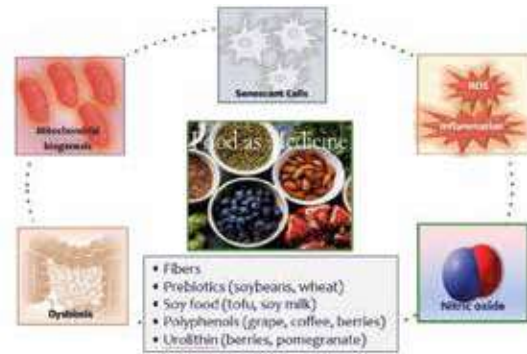 Senescent Cells
Mitochondrial
biogenesis
ROS
Inflammation
Food as Medicine
Dysbiosis
Nitric oxide
• Fibers
• Prebiotics (soybeans, wheat)
• Soy food (tofu, soy milk)
• Polyphenols (grape, coffee, berries)
• Urolithin (berries, pomegranate)